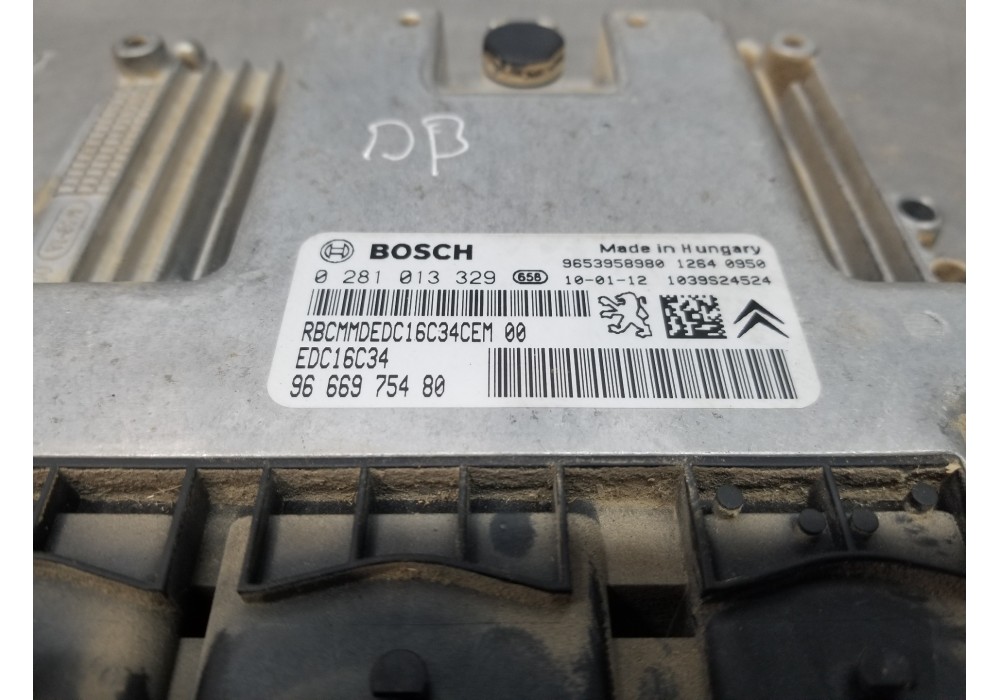 DB
BOSCH
Made in Hungary
9653958980 1264 0950
0 281 013 329 658 10-01-12 1039S24524
RBCMMDEDC16C34CEM 00
EDC16C34
96 669 754 80